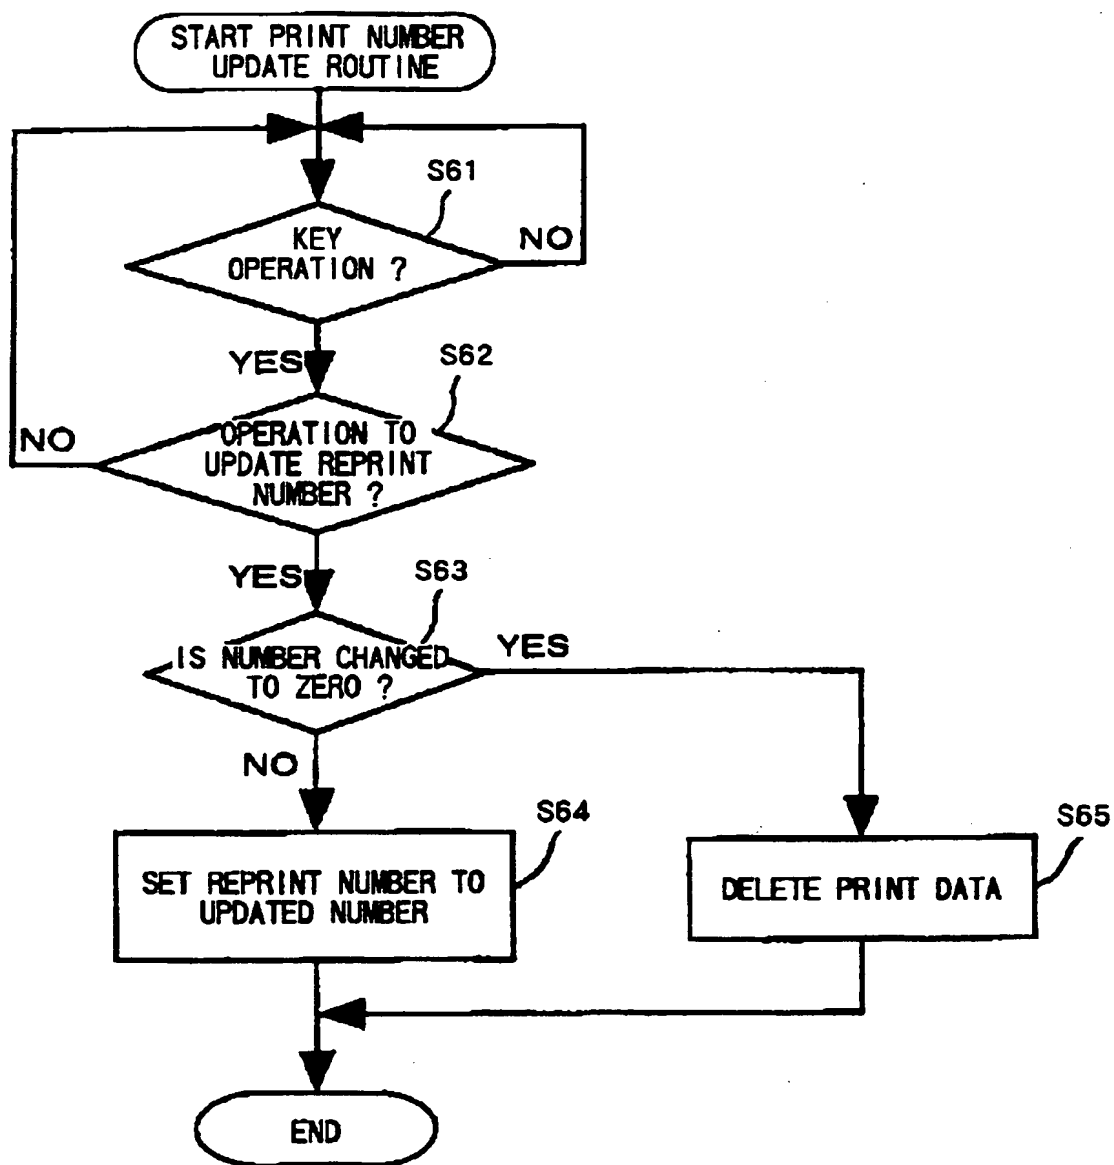 START PRINT NUMBER
UPDATE ROUTINE
S61
KEY
OPERATION ?
NO
YES
S62
OPERATION TO
UPDATE REPRINT
NUMBER ?
NO
YES
S63
IS NUMBER CHANGED
TO ZERO ?
YES
NO
S64
SET REPRINT NUMBER TO
UPDATED NUMBER
S65
DELETE PRINT DATA
END